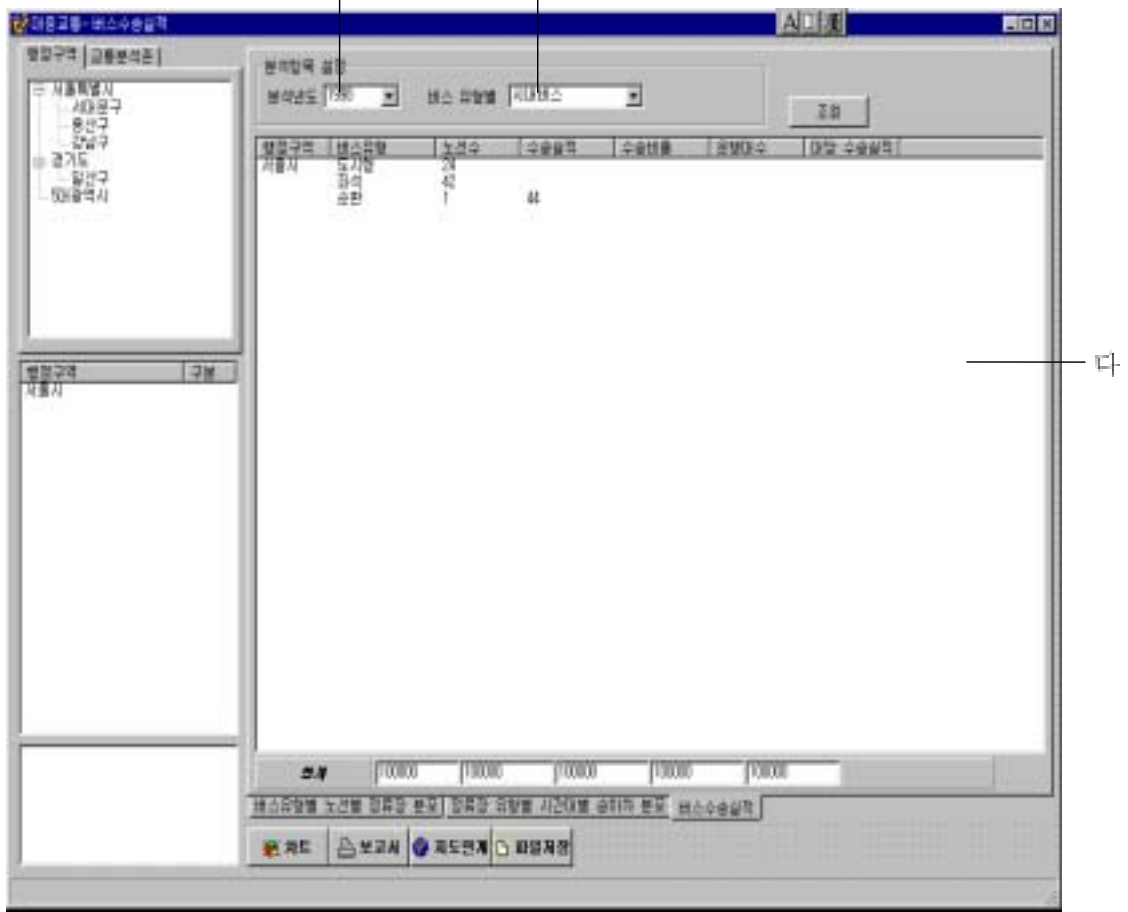 대중교통-버스수송실적
행정구역 교통분석존
서울특별시
서대문구
용산구
강남구
경기도
일산구
5대광역시
분석항목 설정
분석년도 1990 버스 유형별 시내버스
조회
행정구역 버스유형 노선수 수송실적 수송비율 운행대수 대당 수송실적
서울시 도시형 24
좌석 42
순환 1 44
다
행정구역 구분
서울시
합계 100000 100000 100000 100000 100000
버스유형별 노선별 정류장 분포 정류장 유형별 시간대별 승하차 분포 버스수송실적
차트 보고서 지도연계 파일저장